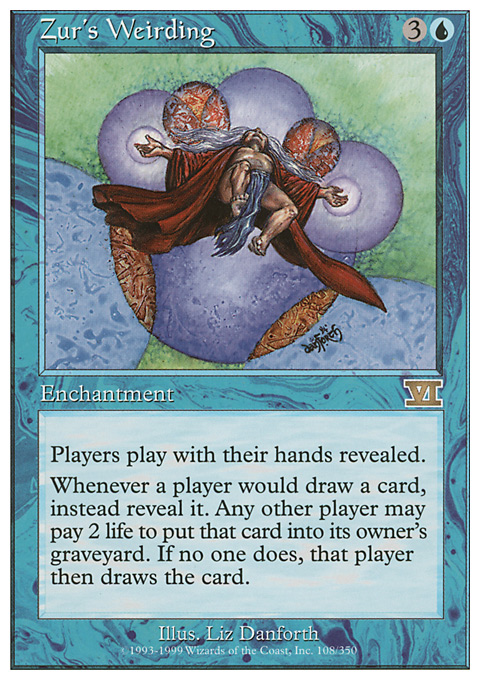 Zur's Weirding
3
Enchantment
VI
Players play with their hands revealed.
Whenever a player would draw a card,
instead reveal it. Any other player may
pay 2 life to put that card into its owner's
graveyard. If no one does, that player
then draws the card.
Illus. Liz Danforth
© 1993-1999 Wizards of the Coast, Inc. 108/350